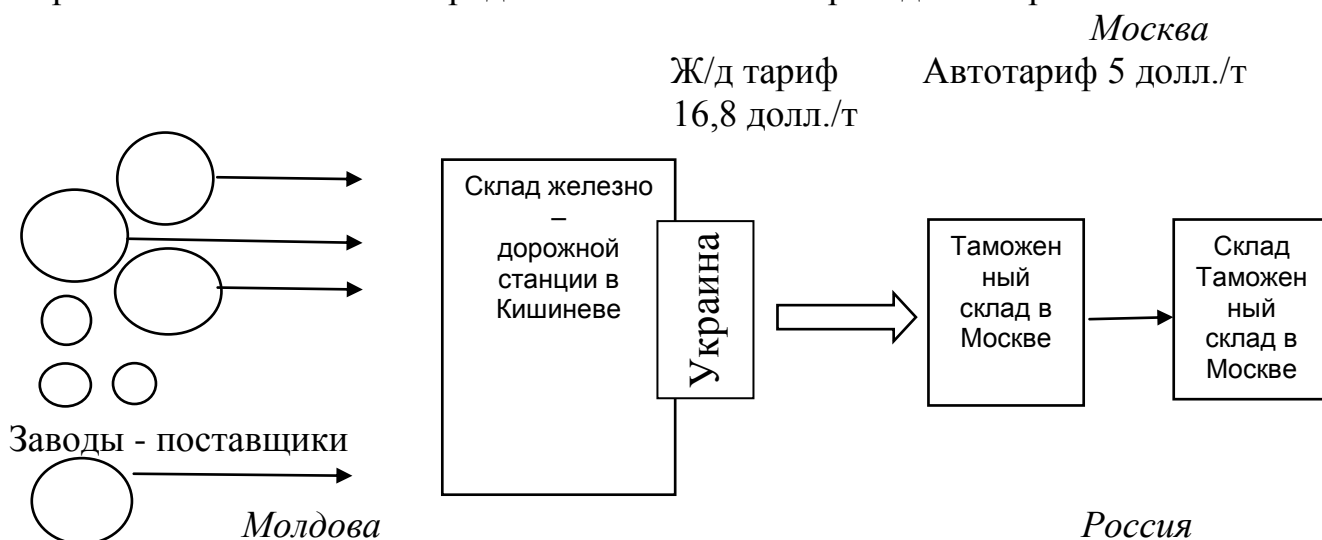 Москва
Ж/д тариф
16,8 долл./т
Автотариф 5 долл./т
Склад железно
–
дорожной
станции в
Кишиневе
Украина
Таможен
ный
склад в
Москве
Склад
Таможен
ный
склад в
Москве
Заводы - поставщики
Молдова
Россия